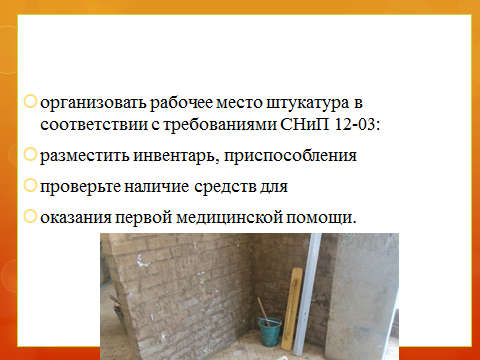 организовать рабочее место штукатура в
соответствии с требованиями СНиП 12-03:
разместить инвентарь, приспособления
проверьте наличие средств для
оказания первой медицинской помощи.